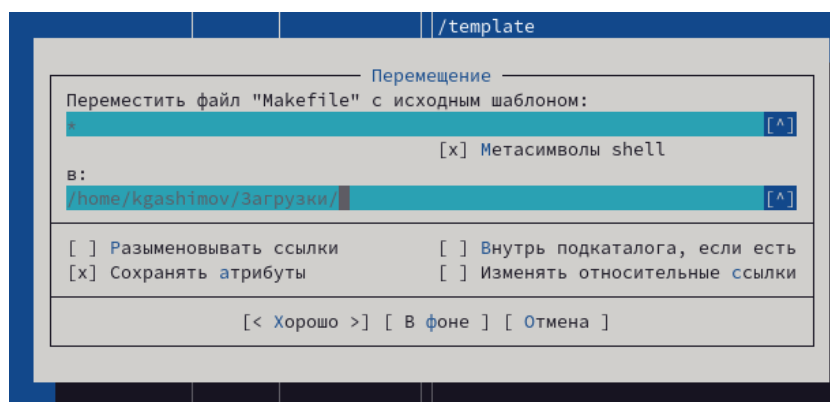 /template
Перемещение
Переместить файл "Makefile" с исходным шаблоном:
* [^]
[x] Метасимволы shell
в:
/home/kgashimov/Загрузки/ [^]
[ ] Разыменовывать ссылки [ ] Внутрь подкаталога, если есть
[x] Сохранять атрибуты [ ] Изменять относительные ссылки
[< Хорошо >] [ В фоне ] [ Отмена ]